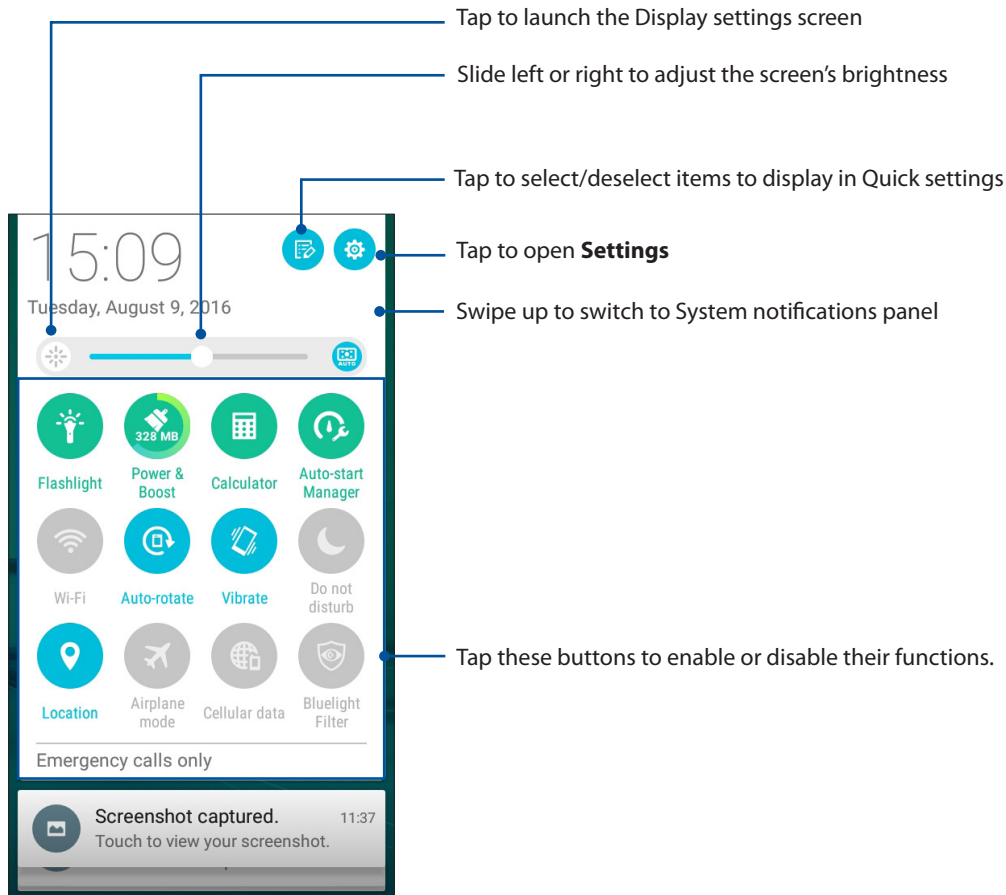 Tap to launch the Display settings screen
Slide left or right to adjust the screen's brightness
Tap to select/deselect items to display in Quick settings
Tap to open Settings
Swipe up to switch to System notifications panel
15:09
Tuesday, August 9, 2016
AUTO
328 MB
Flashlight
Power &
Boost
Calculator
Auto-start
Manager
Wi-Fi
Auto-rotate
Vibrate
Do not
disturb
Tap these buttons to enable or disable their functions.
Location
Airplane
mode
Cellular data
Bluelight
Filter
Emergency calls only
Screenshot captured.
11:37
Touch to view your screenshot.